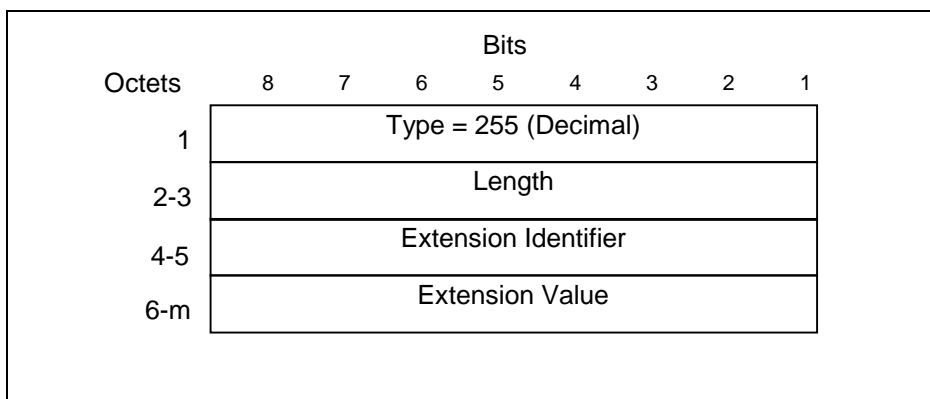 Bits
Octets 8 7 6 5 4 3 2 1
1 Type = 255 (Decimal)
2-3 Length
4-5 Extension Identifier
6-m Extension Value